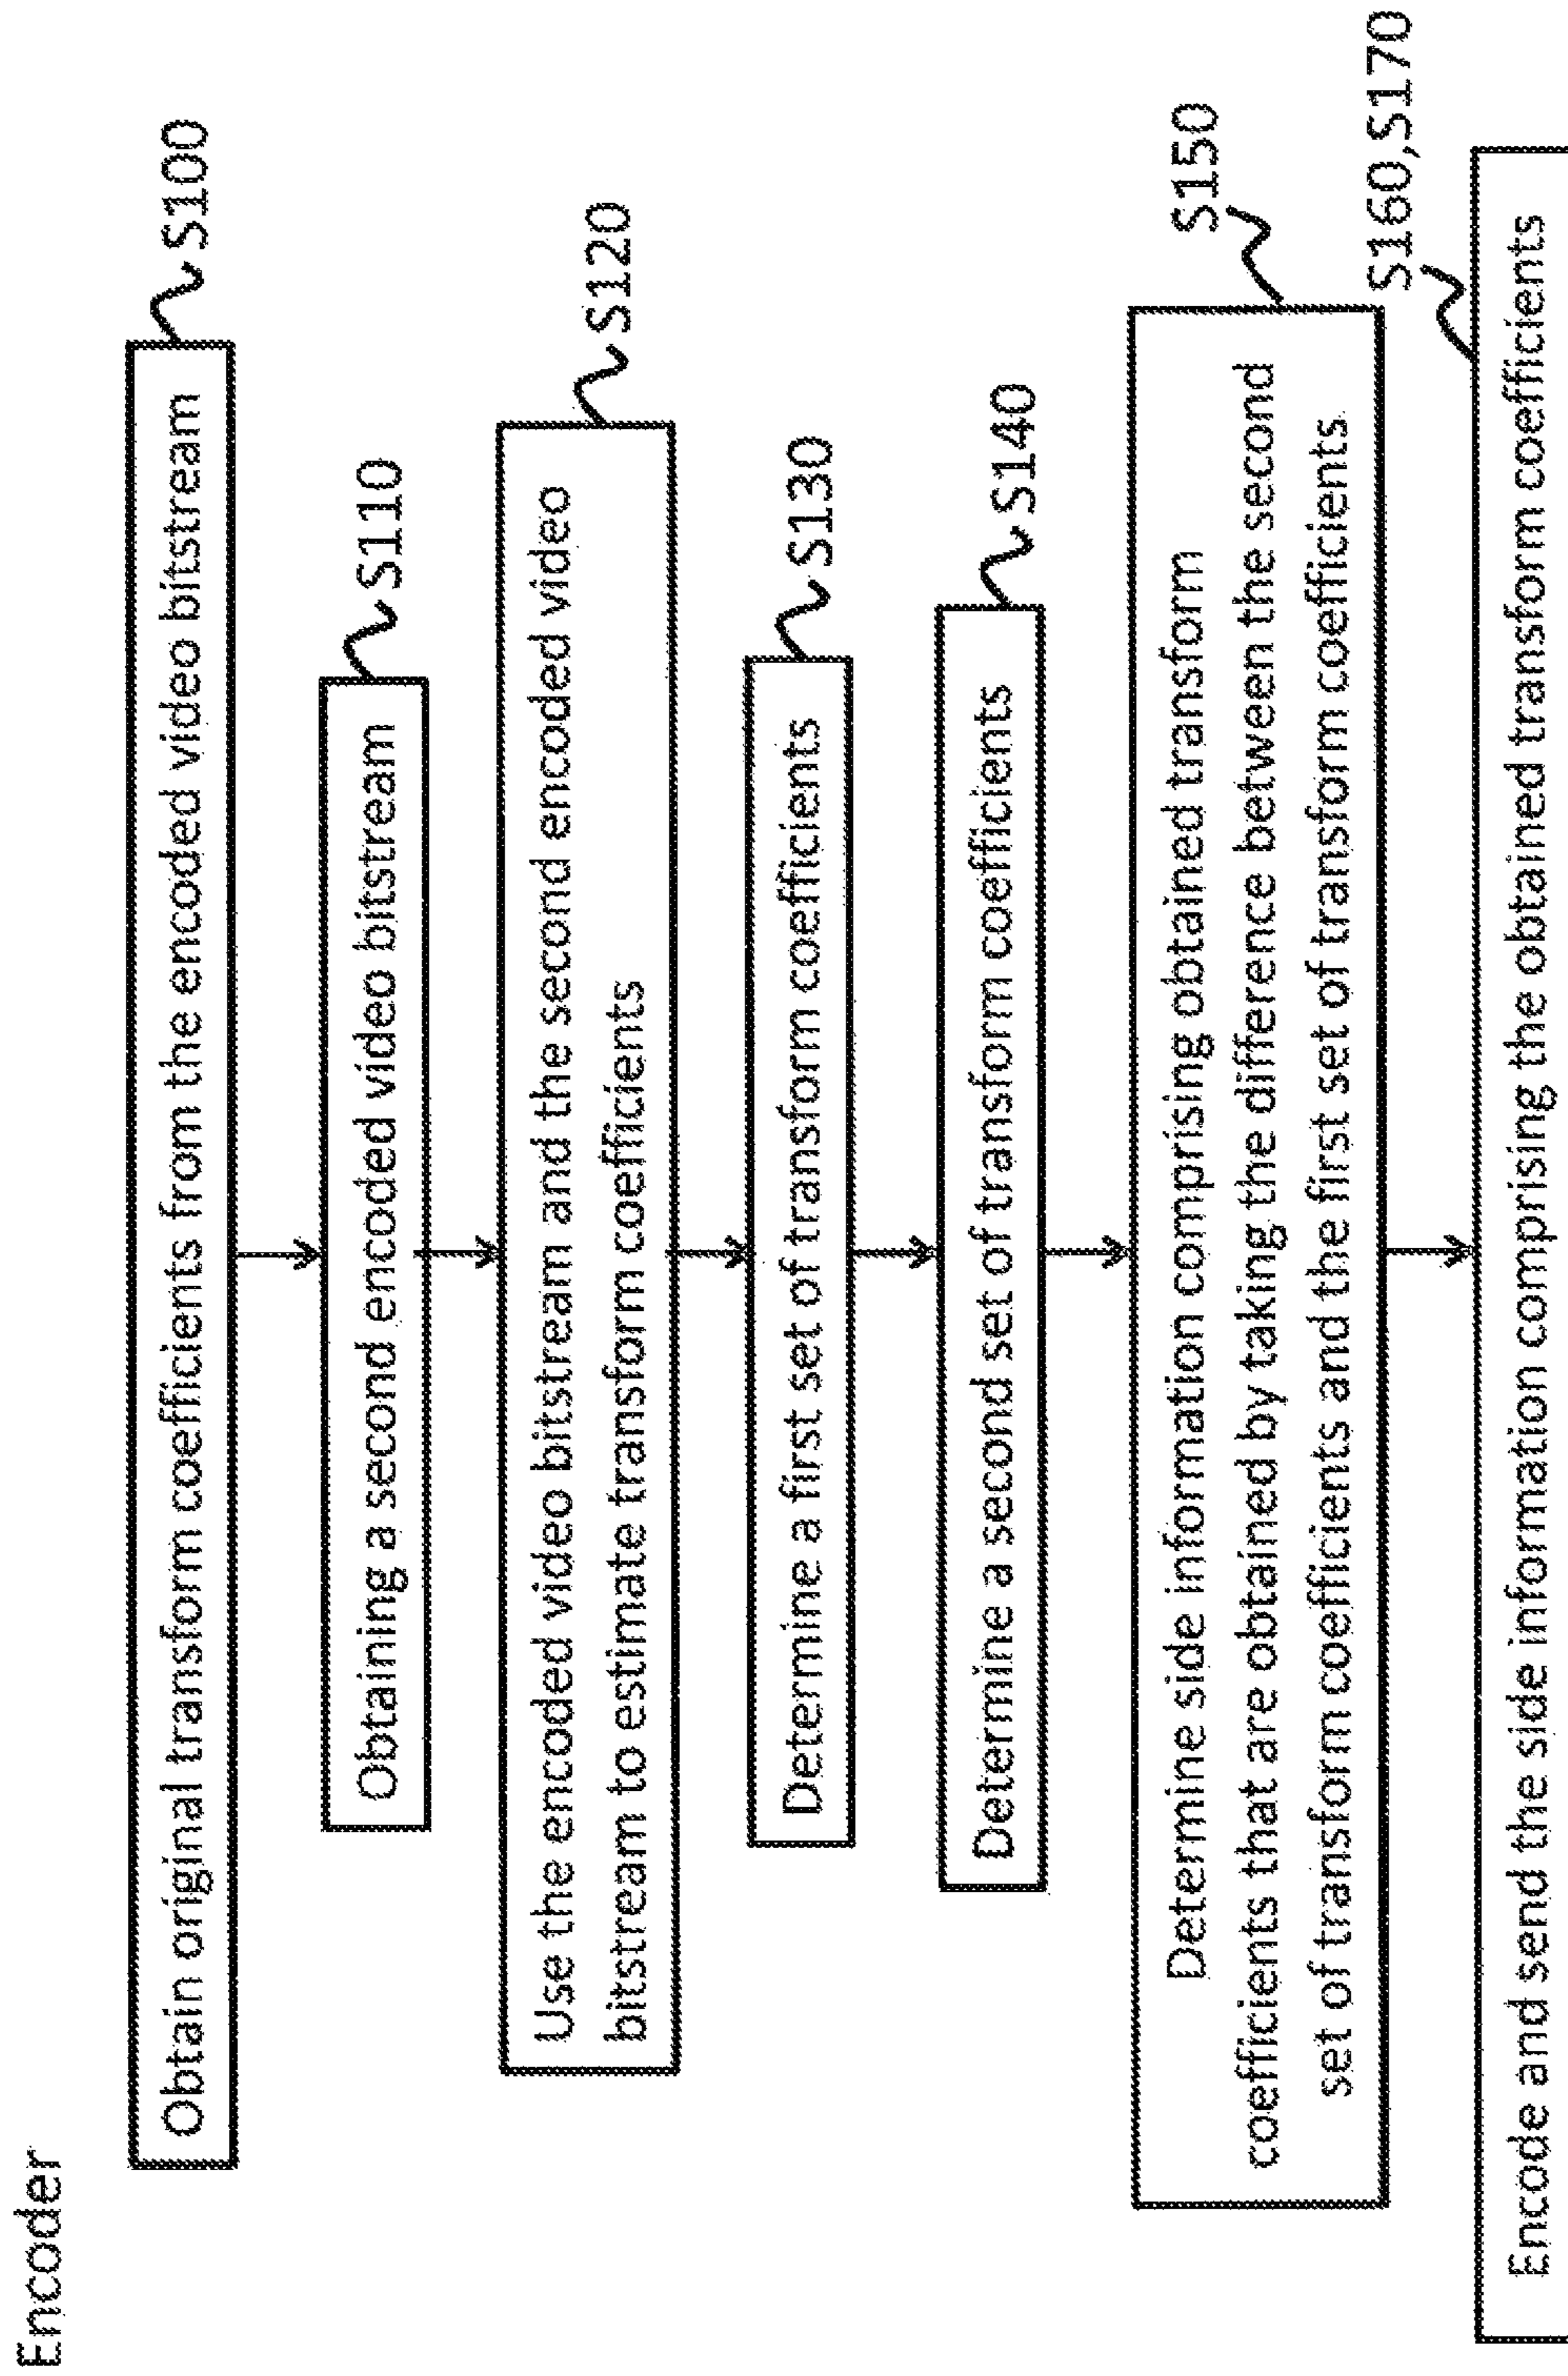 Encoder
Obtain original transform coefficients from the encoded video bitstream
S100
Obtaining a second encoded video bitstream
S110
Use the encoded video bitstream and the second encoded video
bitstream to estimate transform coefficients
S120
Determine a first set of transform coefficients
S130
Determine a second set of transform coefficients
S140
Determine side information comprising obtained transform
coefficients that are obtained by taking the difference between the second
set of transform coefficients and the first set of transform coefficients
S150
Encode and send the side information comprising the obtained transform coefficients
S160,S170